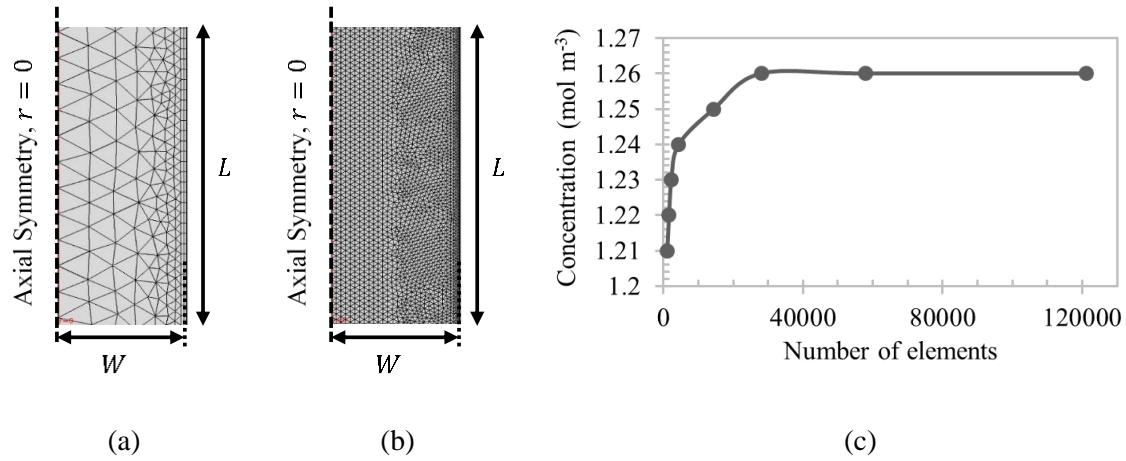 Axial Symmetry, r = 0
L
W
(a)
Axial Symmetry, r = 0
L
W
(b)
Concentration (mol m⁻³)
1.27
1.26
1.25
1.24
1.23
1.22
1.21
1.2
0 40000 80000 120000
Number of elements
(c)